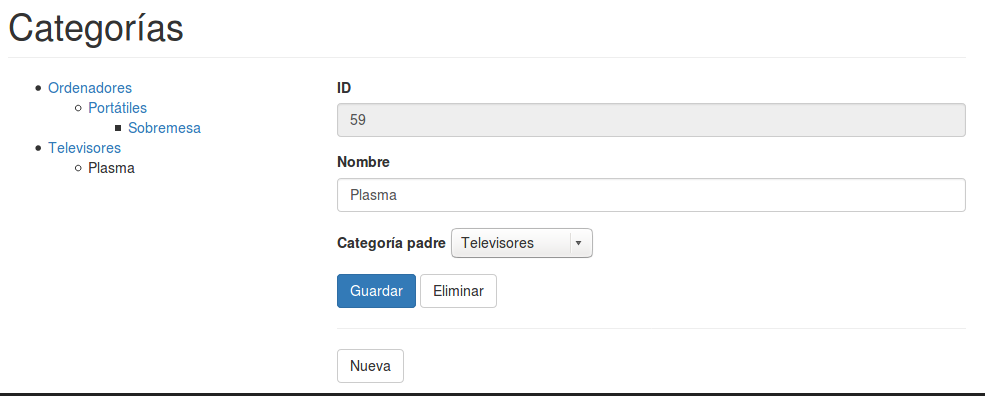 Categorías
Ordenadores
Portátiles
Sobremesa
Televisores
Plasma
ID
59
Nombre
Plasma
Categoría padre Televisores
Guardar Eliminar
Nueva